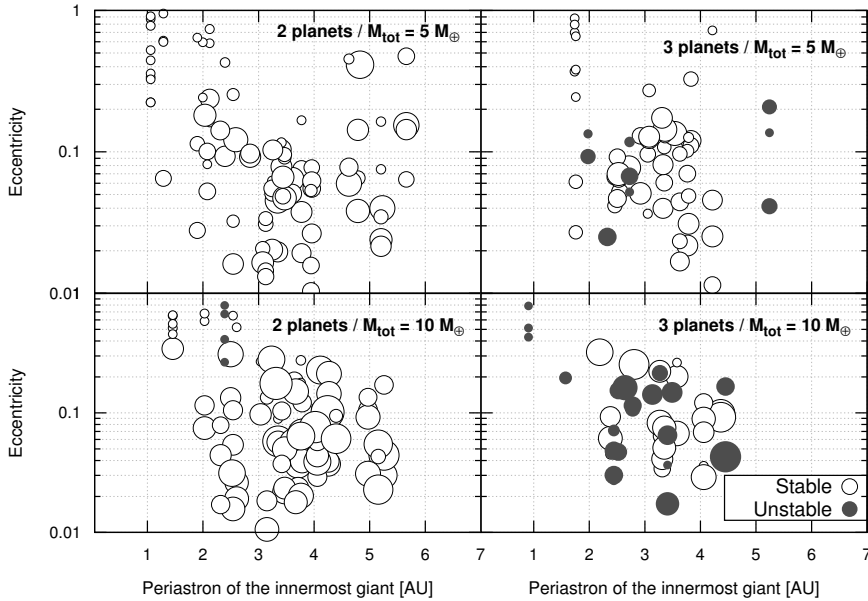 1
2 planets / Mtot = 5 M⊕
3 planets / Mtot = 5 M⊕
Eccentricity
0.1
0.01
2 planets / Mtot = 10 M⊕
3 planets / Mtot = 10 M⊕
Eccentricity
0.1
Stable
Unstable
0.01
1 2 3 4 5 6 7 1 2 3 4 5 6 7
Periastron of the innermost giant [AU] Periastron of the innermost giant [AU]